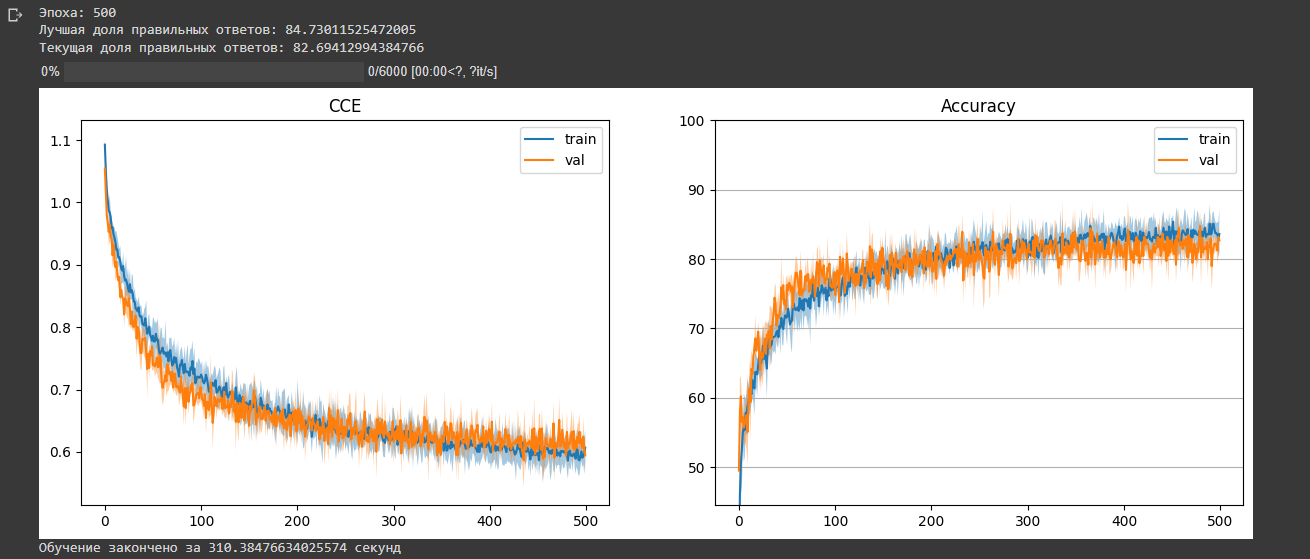 Эпоха: 500
Лучшая доля правильных ответов: 84.73011525472005
Текущая доля правильных ответов: 82.69412994384766
0% 0/6000 [00:00<?, ?it/s]
CCE
train
val
1.1
1.0
0.9
0.8
0.7
0.6
0 100 200 300 400 500
Accuracy
train
val
100
90
80
70
60
50
0 100 200 300 400 500
Обучение закончено за 310.38476634025574 секунд